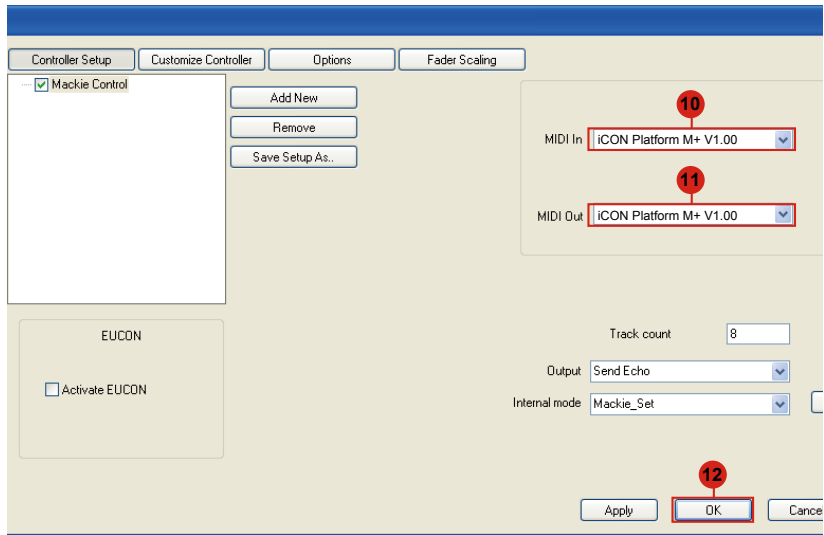 Controller Setup Customize Controller Options Fader Scaling
Mackie Control
Add New
Remove
Save Setup As..
10
MIDI In iCON Platform M+ V1.00
11
MIDI Out iCON Platform M+ V1.00
EUCON
Activate EUCON
Track count 8
Output Send Echo
Internal mode Mackie_Set
12
Apply OK Cance